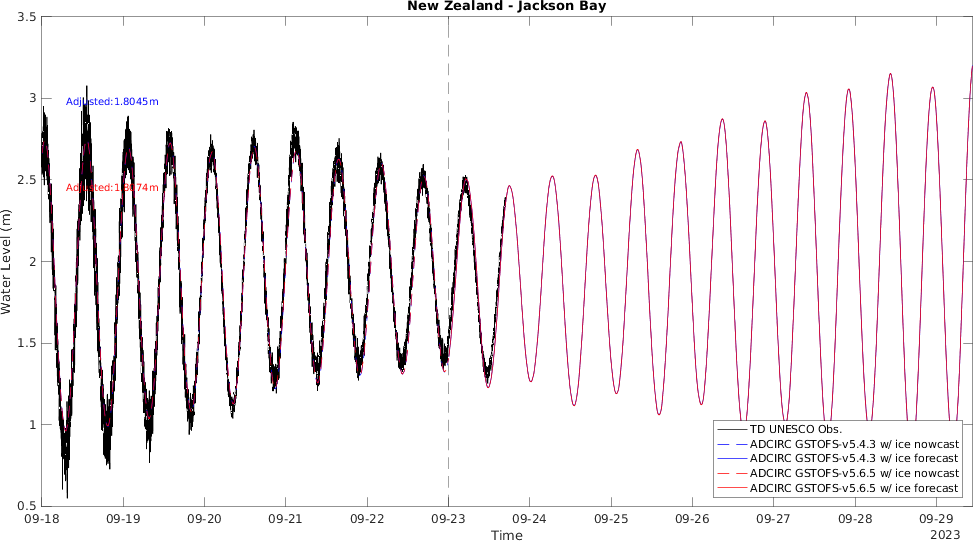 New Zealand - Jackson Bay
Water Level (m)
3.5
3
2.5
2
1.5
1
0.5
Adjusted:1.8045m
Adjusted:1.8074m
TD UNESCO Obs.
ADCIRC GSTOFS-v5.4.3 w/ ice nowcast
ADCIRC GSTOFS-v5.4.3 w/ ice forecast
ADCIRC GSTOFS-v5.6.5 w/ ice nowcast
ADCIRC GSTOFS-v5.6.5 w/ ice forecast
09-18 09-19 09-20 09-21 09-22 09-23 09-24 09-25 09-26 09-27 09-28 09-29
2023
Time